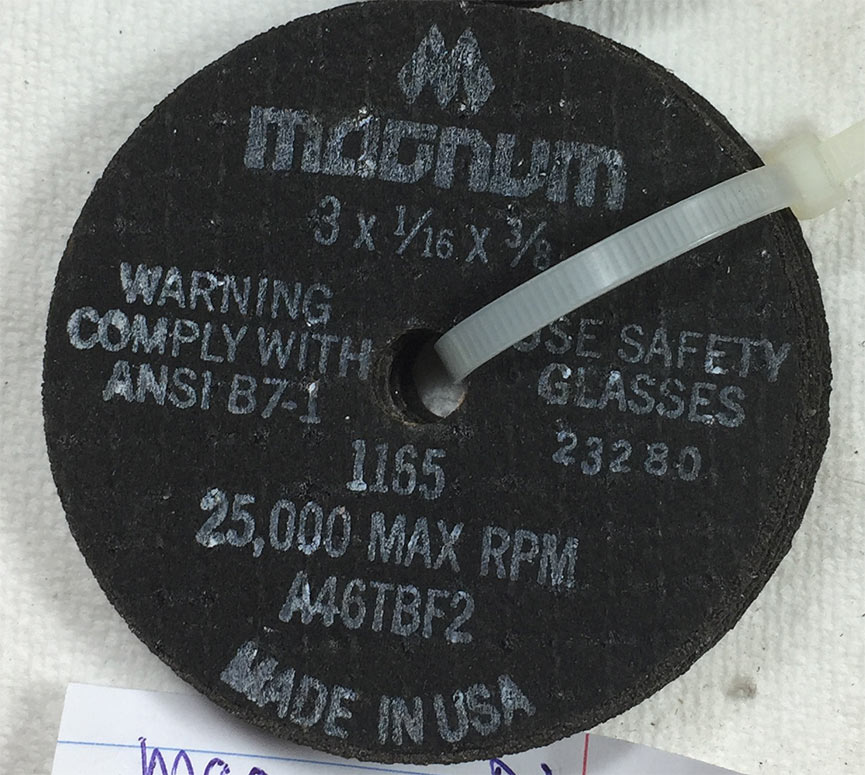 magnum
3 x 1/16 x 3/8
WARNING
COMPLY WITH
ANSI B7-1
USE SAFETY
GLASSES
23280
1165
25,000 MAX RPM
A46TBF2
MADE IN USA